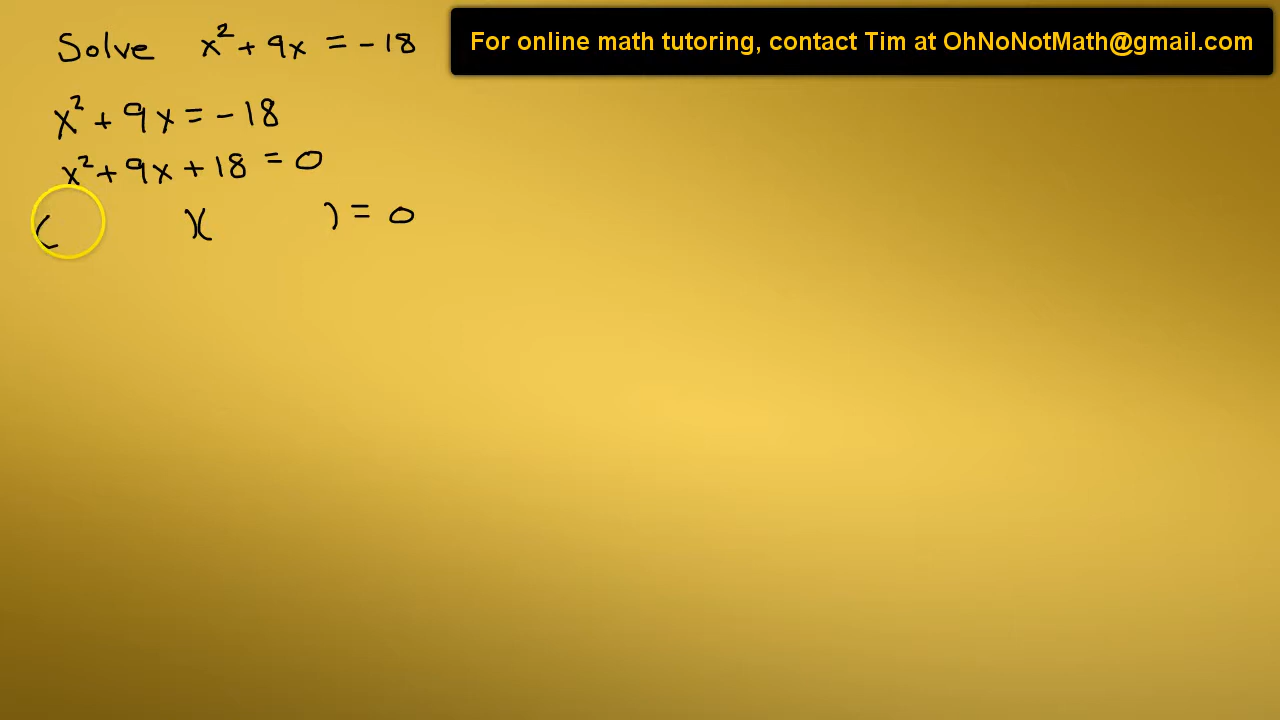 Solve x² + 9x = -18
For online math tutoring, contact Tim at OhNoNotMath@gmail.com
x² + 9x = -18
x² + 9x + 18 = 0
( )( ) = 0